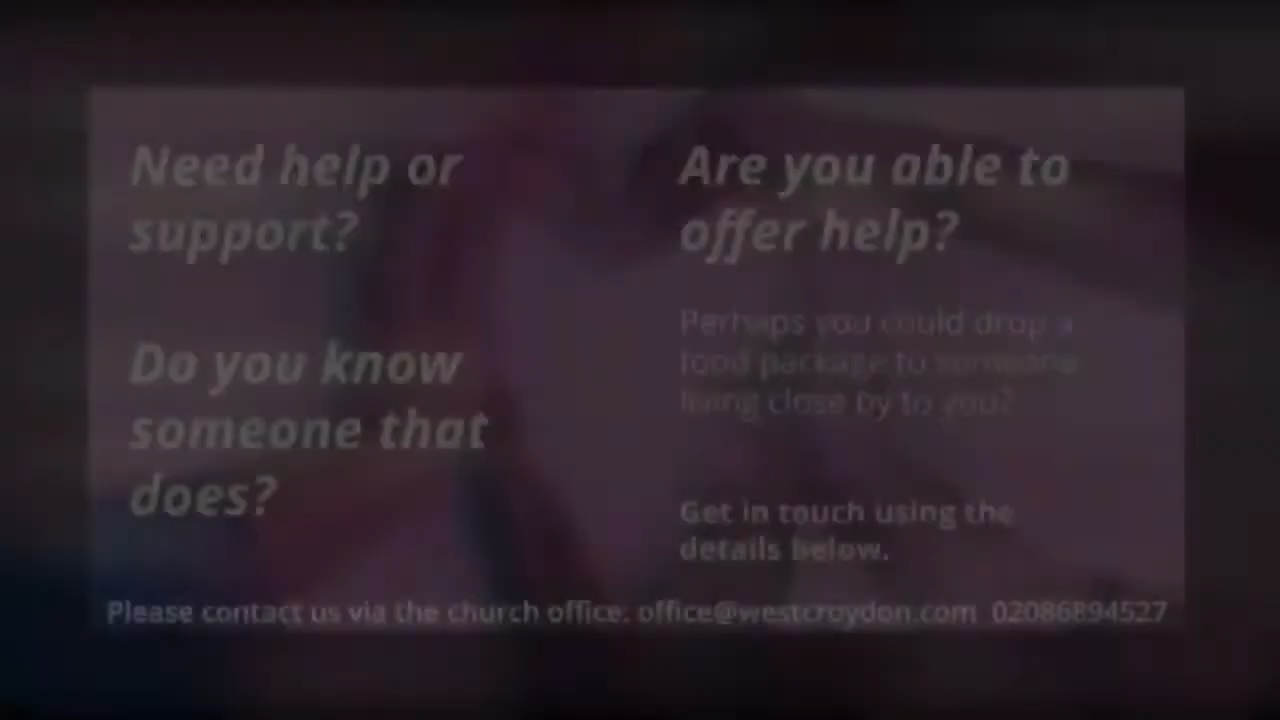 Need help or
support?
Do you know
someone that
does?
Are you able to
offer help?
Perhaps you could drop a
food package to someone
living close by to you?
Get in touch using the
details below.
Please contact us via the church office. office@westcroydon.com 02086894527